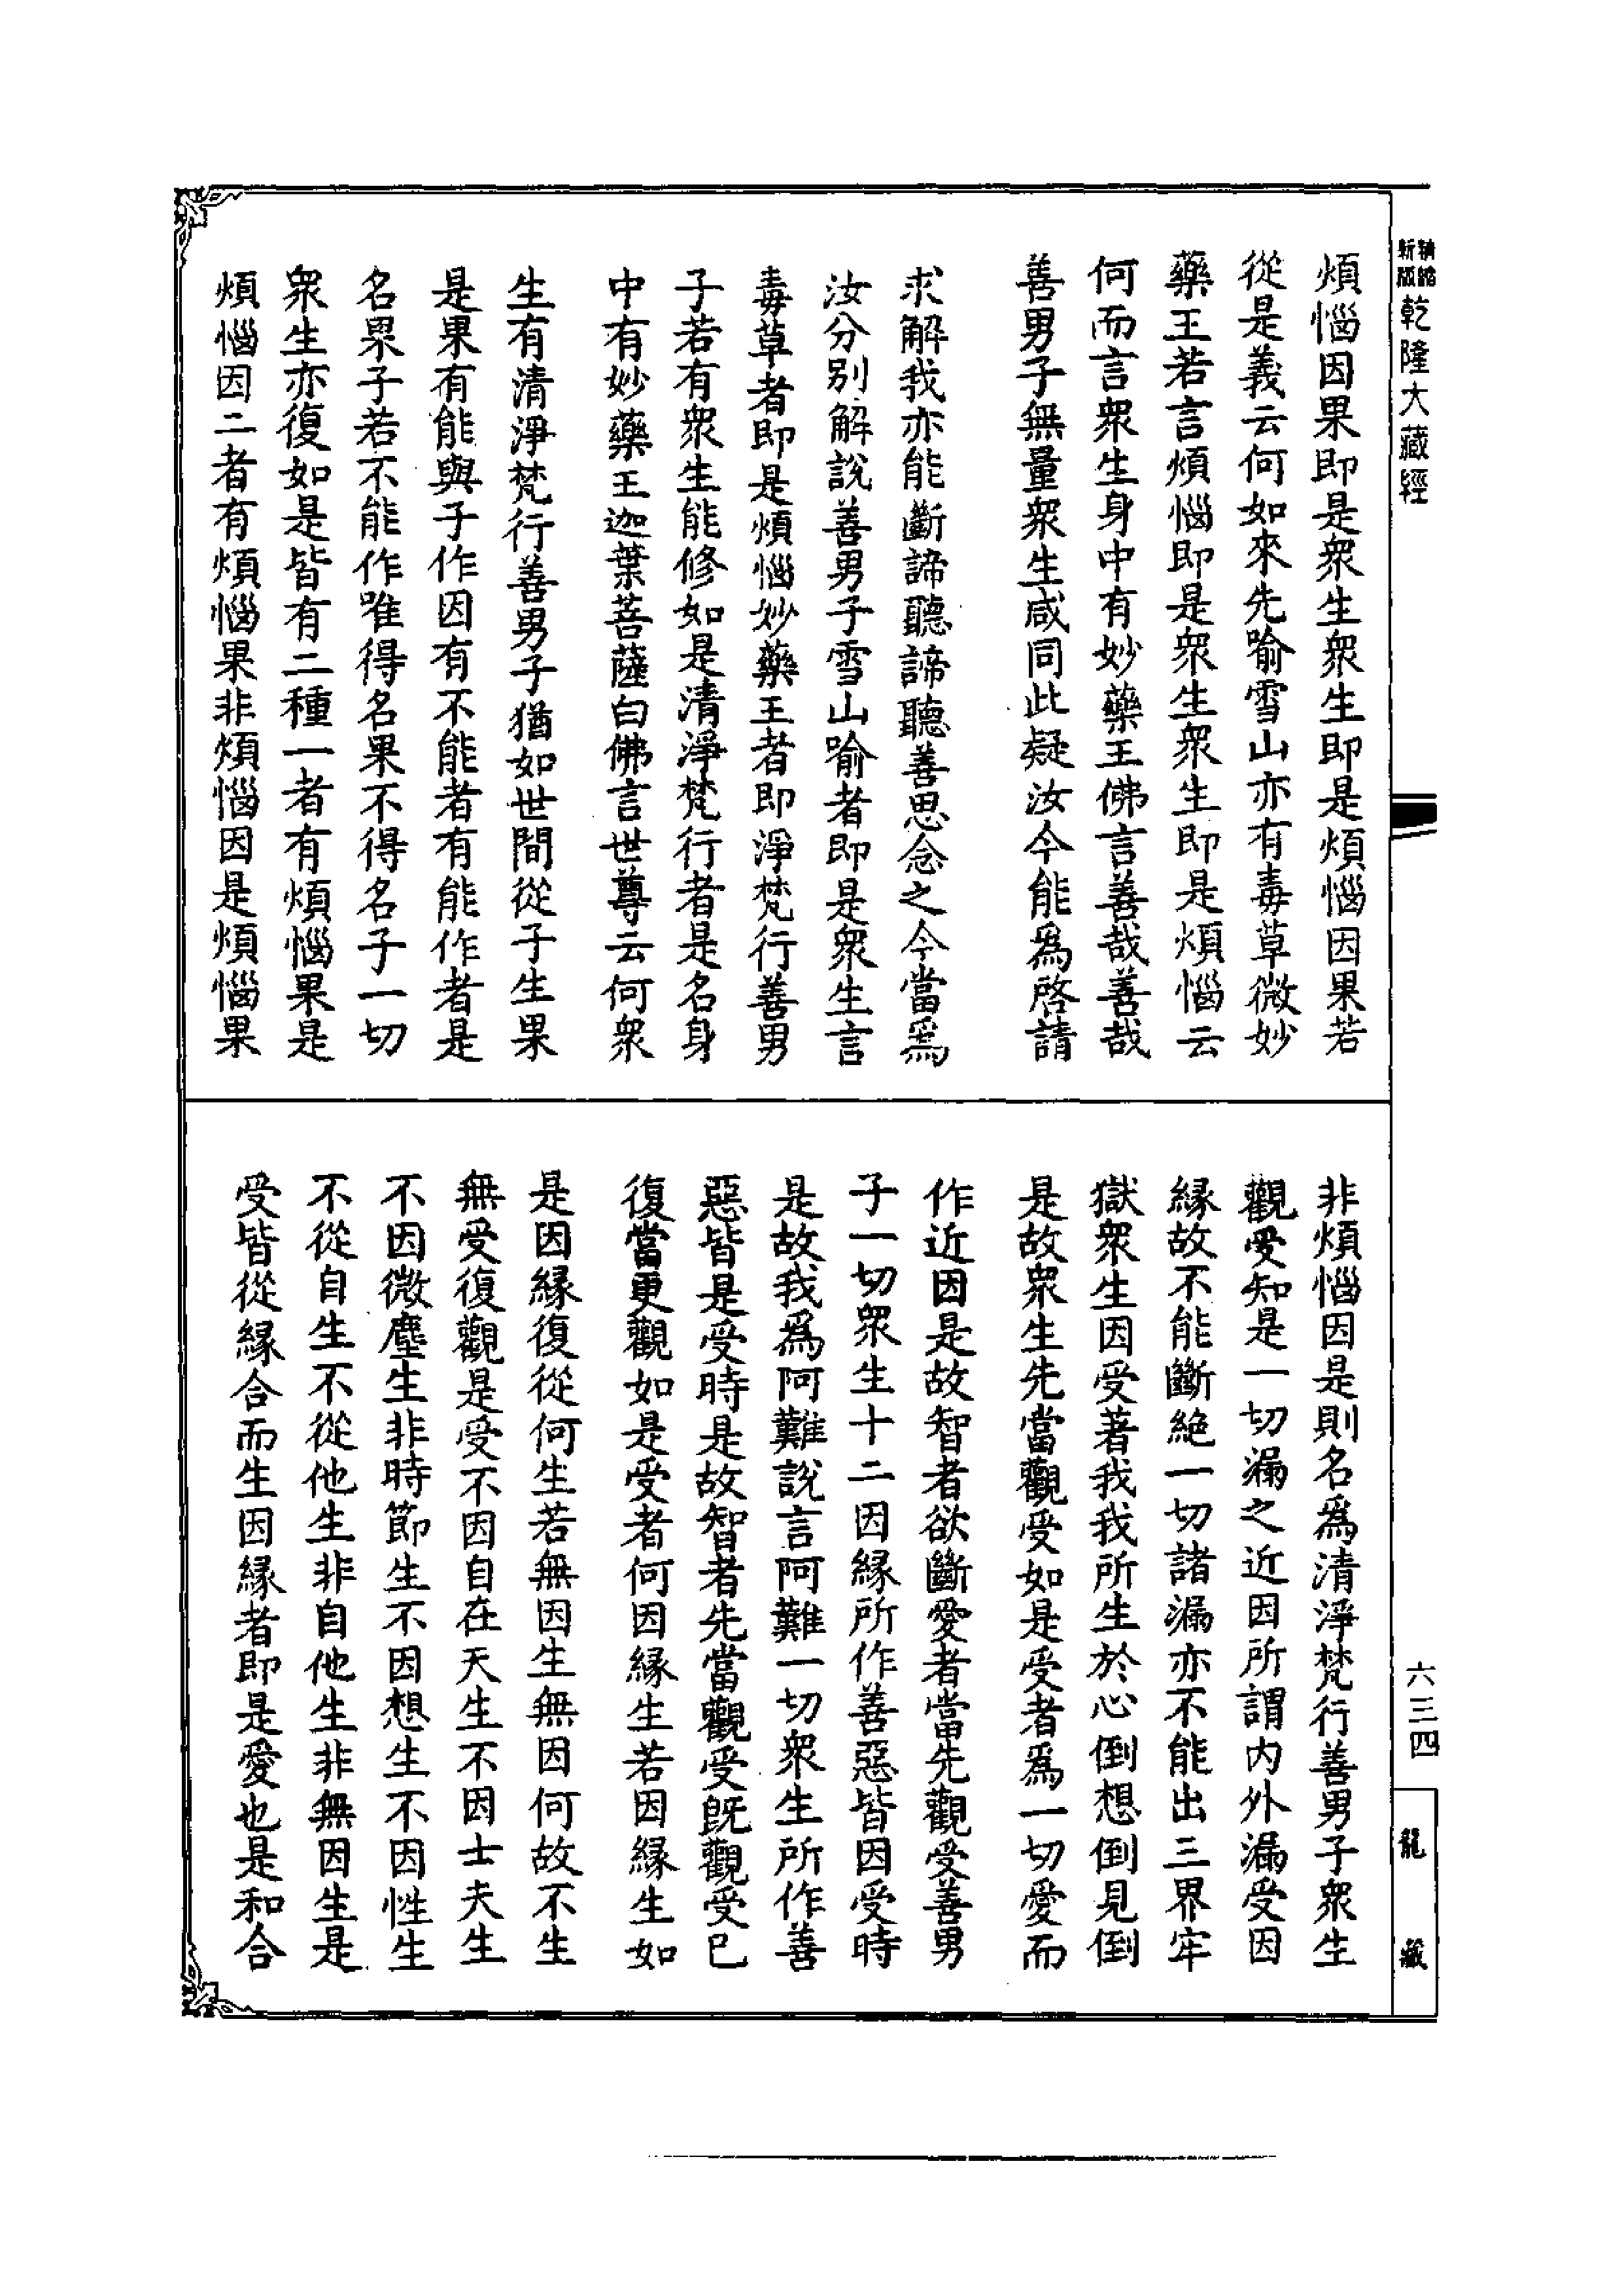 精縮新版乾隆大藏經
煩惱因果即是衆生衆生即是煩惱因果若
從是義云何如來先喻雪山亦有毒草微妙
藥王若言煩惱即是衆生衆生即是煩惱云
何而言衆生身中有妙藥王佛言善哉善哉
善男子無量衆生咸同此疑汝今能爲啓請
求解我亦能斷諦聽諦聽善思念之今當爲
汝分别解說善男子雪山喻者即是衆生言
毒草者即是煩惱妙藥王者即淨梵行善男
子若有衆生能修如是清淨梵行者是名身
中有妙藥王迦葉菩薩白佛言世尊云何衆
生有清淨梵行善男子猶如世間從子生果
是果有能與子作因有不能者有能作者是
名果子若不能作唯得名果不得名子一切
衆生亦復如是皆有二種一者有煩惱果是
煩惱因二者有煩惱果非煩惱因是煩惱果
非煩惱因是則名爲清淨梵行善男子衆生
觀受知是一切漏之近因所謂内外漏受因
緣故不能斷絶一切諸漏亦不能出三界牢
獄衆生因受著我我所生於心倒想倒見倒
是故衆生先當觀受如是受者爲一切愛而
作近因是故智者欲斷愛者當先觀受善男
子一切衆生十二因緣所作善惡皆因受時
是故我爲阿難說言阿難一切衆生所作善
惡皆是受時是故智者先當觀受既觀受已
復當更觀如是受者何因緣生若因緣生如
是因緣復從何生若無因生無因何故不生
無受復觀是受不因自在天生不因士夫生
不因微塵生非時節生不因想生不因性生
不從自生不從他生非自他生非無因生是
受皆從緣合而生因緣者即是愛也是和合
六三四
龍藏